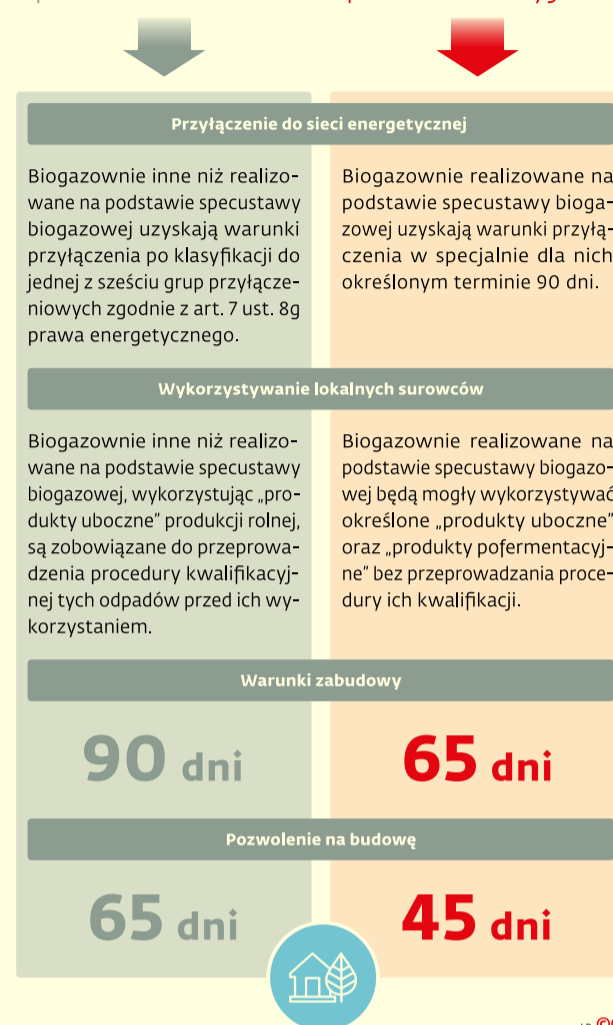 Przyłączenie do sieci energetycznej
Biogazownie inne niż realizo-
wane na podstawie specustawy
biogazowej uzyskają warunki
przyłączenia po klasyfikacji do
jednej z sześciu grup przyłącze-
niowych zgodnie z art. 7 ust. 8g
prawa energetycznego.
Biogazownie realizowane na
podstawie specustawy bioga-
zowej uzyskają warunki przyłą-
czenia w specjalnie dla nich
określonym terminie 90 dni.
Wykorzystywanie lokalnych surowców
Biogazownie inne niż realizo-
wane na podstawie specustawy
biogazowej, wykorzystując „pro-
dukty uboczne” produkcji rolnej,
są zobowiązane do przeprowa-
dzenia procedury kwalifikacyj-
nej tych odpadów przed ich wy-
korzystaniem.
Biogazownie realizowane na
podstawie specustawy biogazo-
wej będą mogły wykorzystywać
określone „produkty uboczne”
oraz „produkty pofermentacyj-
ne” bez przeprowadzania proce-
dury ich kwalifikacji.
Warunki zabudowy
90 dni
65 dni
Pozwolenie na budowę
65 dni
45 dni